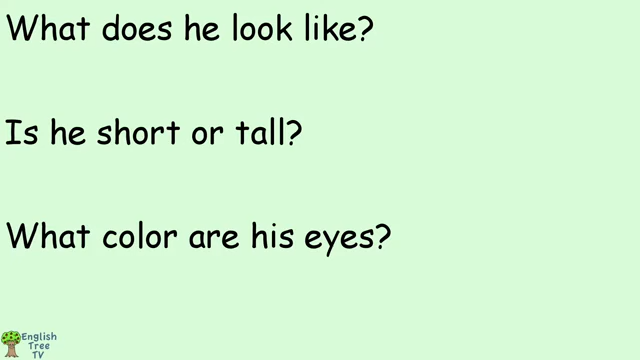 What does he look like?
Is he short or tall?
What color are his eyes?
English
Tree
TV